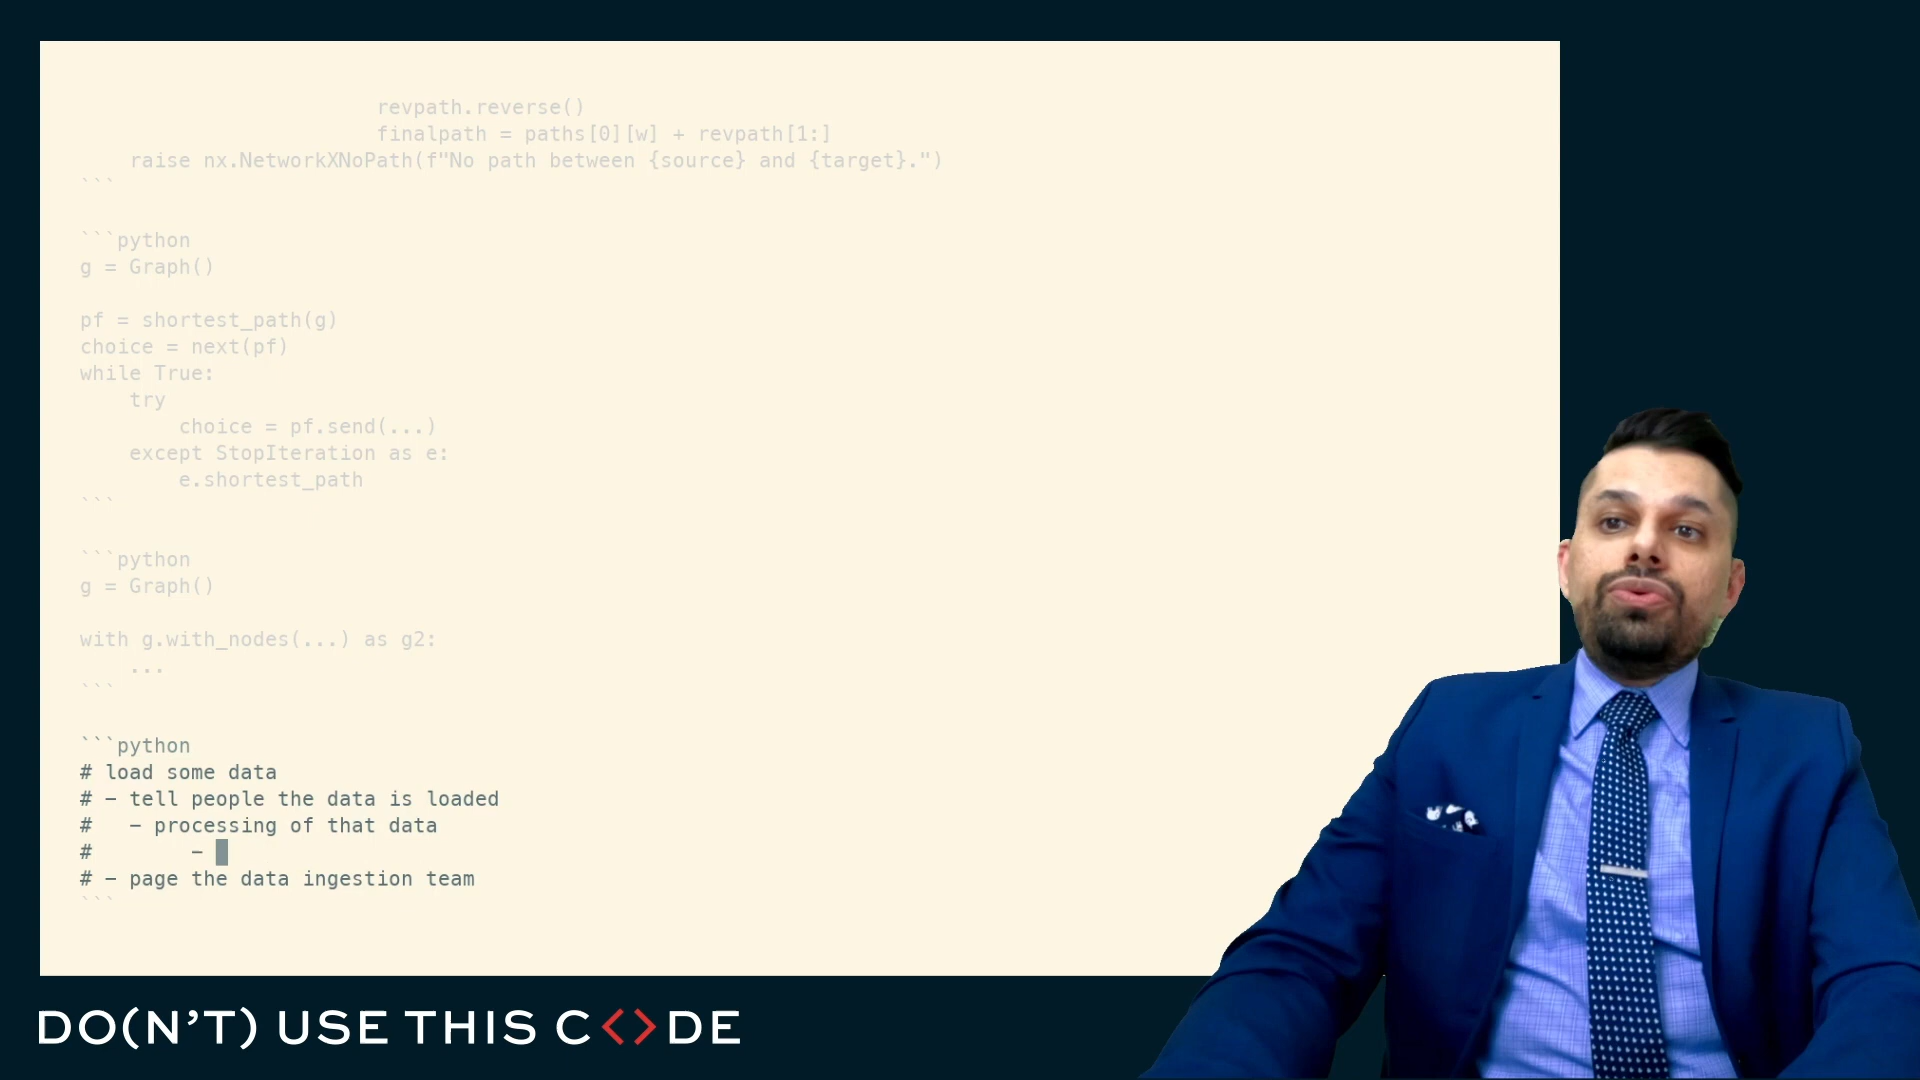 revpath.reverse()
finalpath = paths[0][w] + revpath[1:]
raise nx.NetworkXNoPath(f"No path between {source} and {target}.")
```
```python
g = Graph()
pf = shortest_path(g)
choice = next(pf)
while True:
try
choice = pf.send(...)
except StopIteration as e:
e.shortest_path
```
```python
g = Graph()
with g.with_nodes(...) as g2:
...
```
```python
# load some data
# - tell people the data is loaded
# - processing of that data
# -
# - page the data ingestion team
```
DO(N’T) USE THIS C<>DE